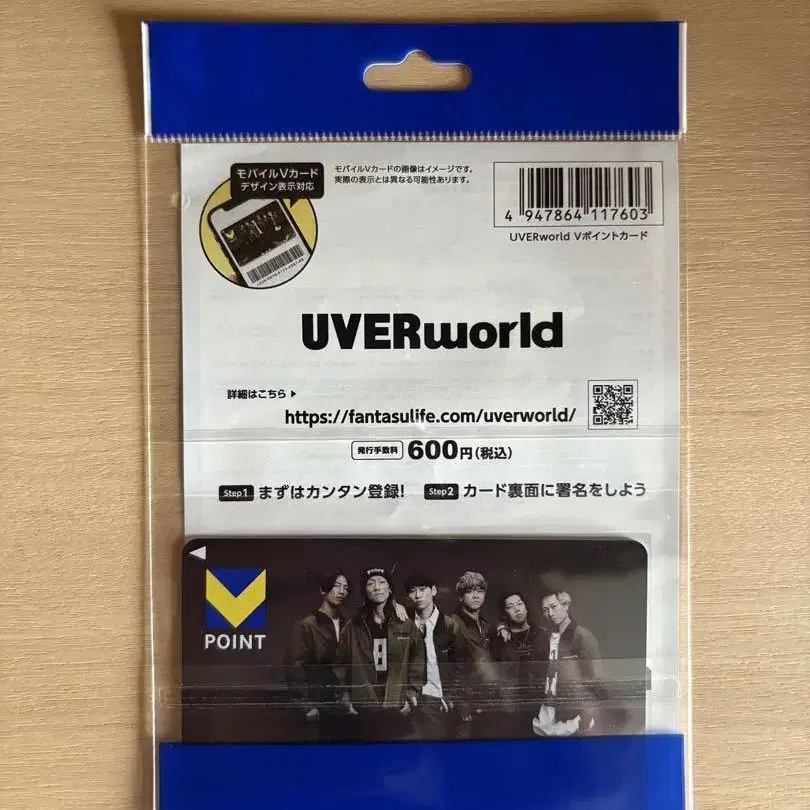 モバイルVカード
デザイン表示対応
モバイルVカードの画像はイメージです。
実際の表示とは異なる可能性あります。
4 947864 117603
UVERworld Vポイントカード
UVERworld
詳細はこちら ▶
https://fantasulife.com/uverworld/
発行手数料 600円(税込)
Step1 まずはカンタン登録! Step2 カード裏面に署名をしよう
POINT
8